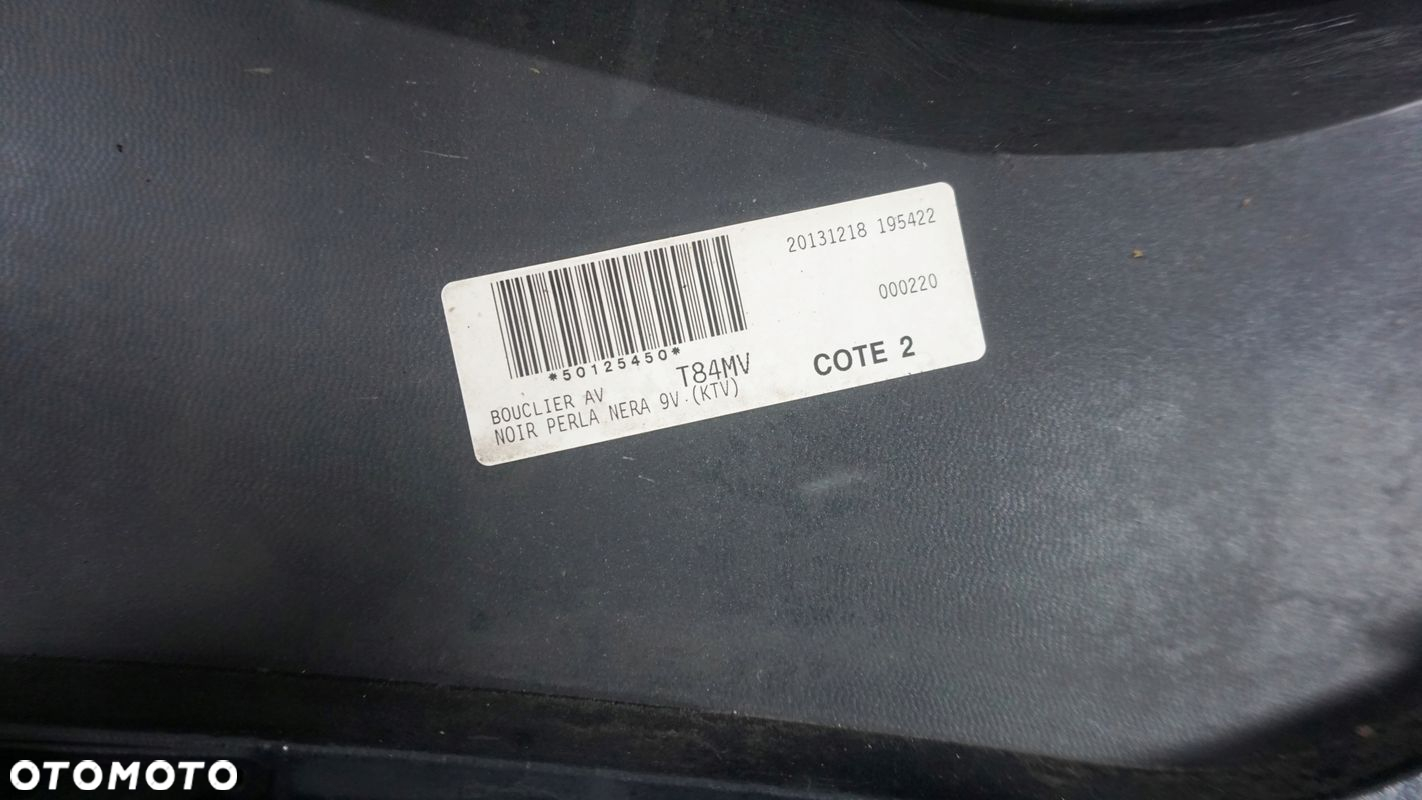 20131218 195422
000220
*50125450*
T84MV
COTE 2
BOUCLIER AV
NOIR PERLA NERA 9V.(KTV)
OTOMOTO